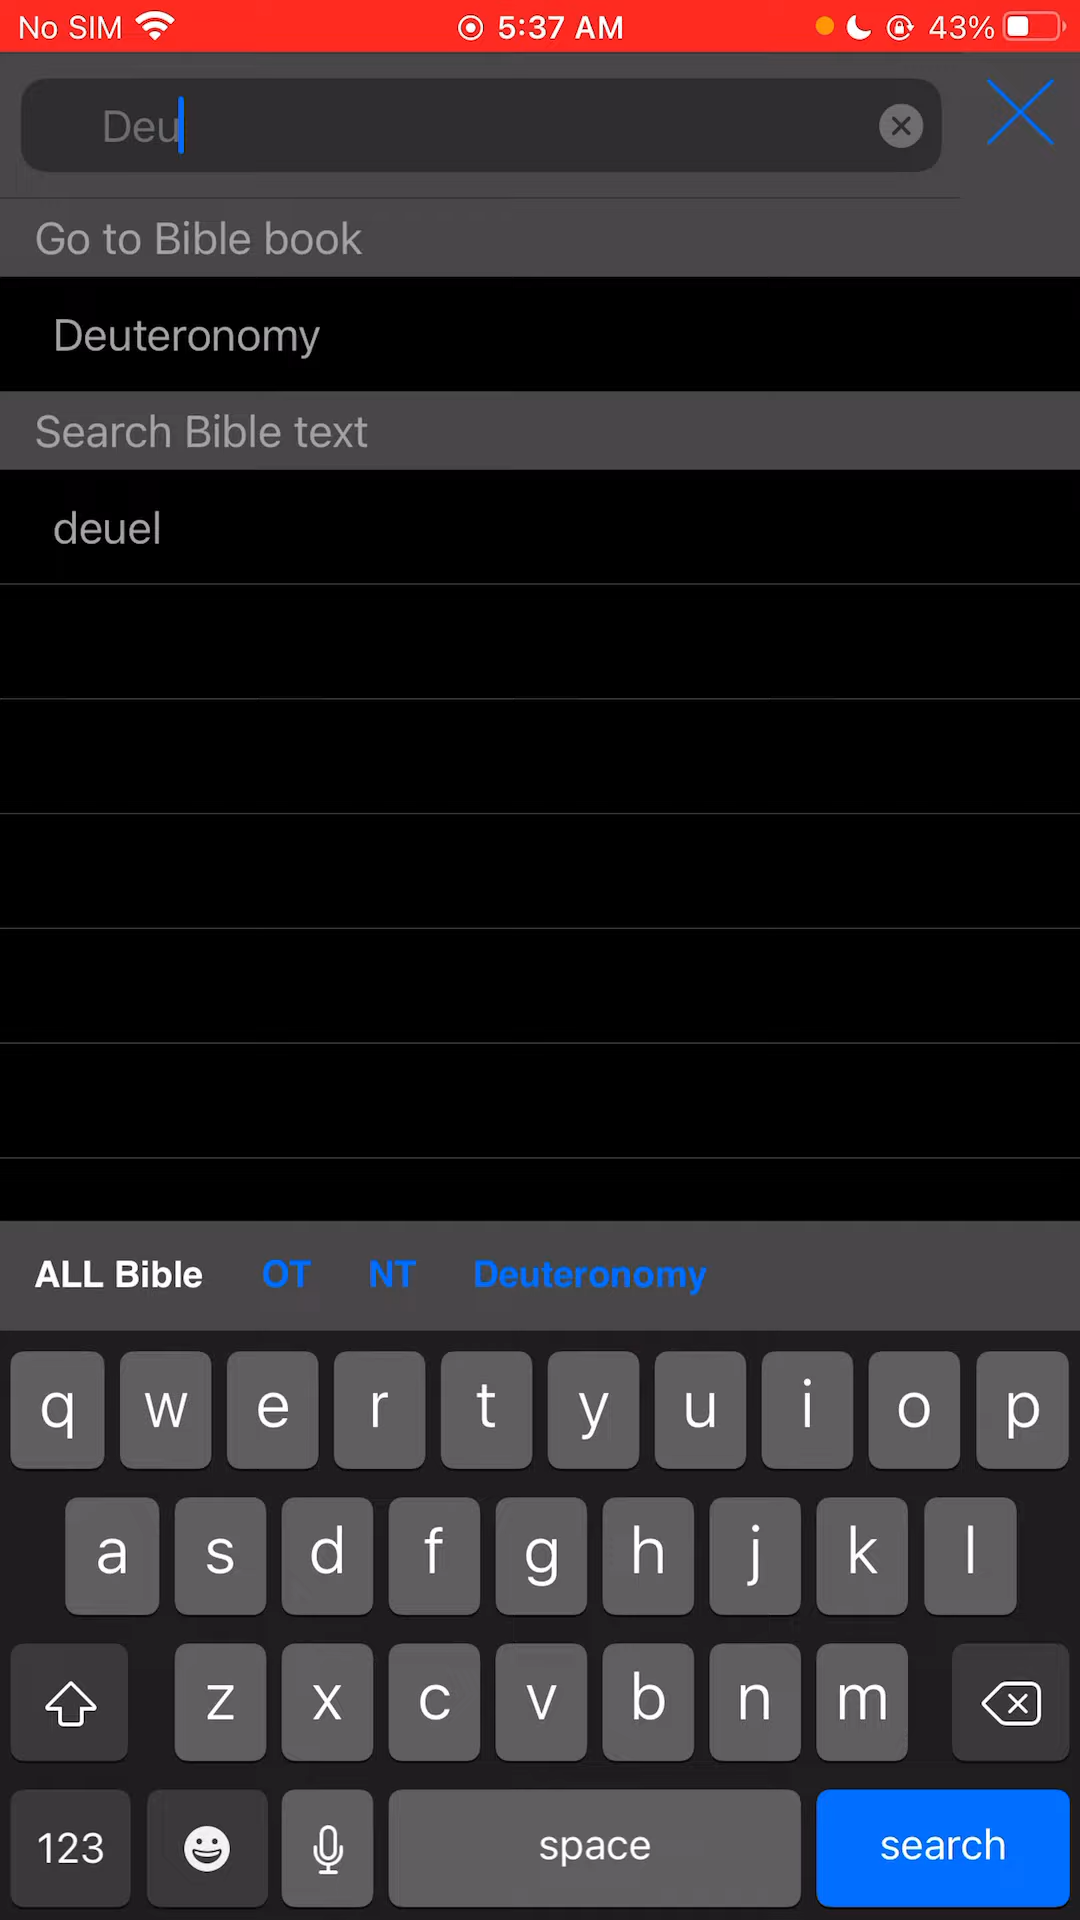 No SIM 5:37 AM 43%
Deu
Go to Bible book
Deuteronomy
Search Bible text
deuel
ALL Bible OT NT Deuteronomy
q w e r t y u i o p
a s d f g h j k l
z x c v b n m
123 space search